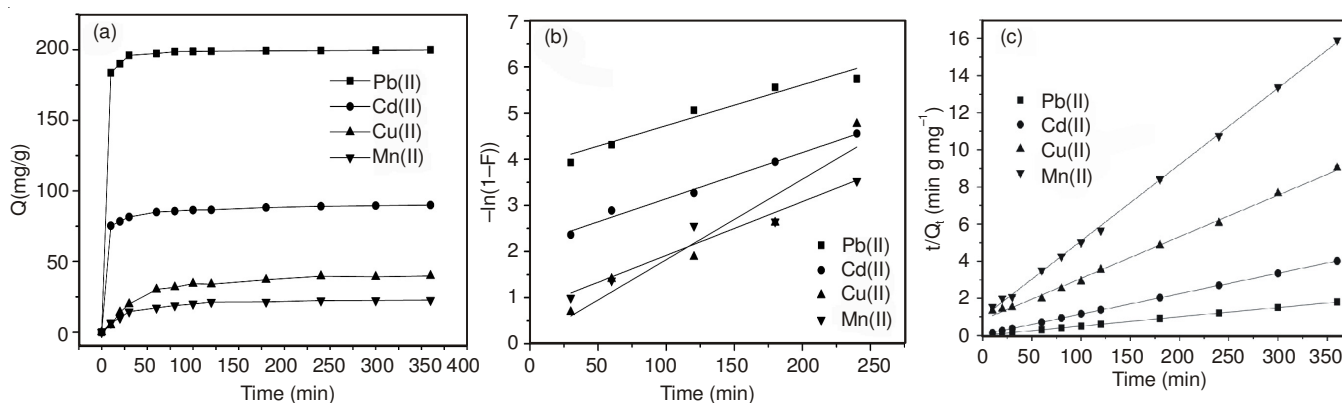 (a)
200
150
100
50
0
Q(mg/g)
Pb(II)
Cd(II)
Cu(II)
Mn(II)
0 50 100 150 200 250 300 350 400
Time (min)
(b)
7
6
5
4
3
2
1
0
–ln(1–F))
Pb(II)
Cd(II)
Cu(II)
Mn(II)
0 50 100 150 200 250
Time (min)
(c)
16
14
12
10
8
6
4
2
0
t/Qt (min g mg–1)
Pb(II)
Cd(II)
Cu(II)
Mn(II)
0 50 100 150 200 250 300 350
Time (min)